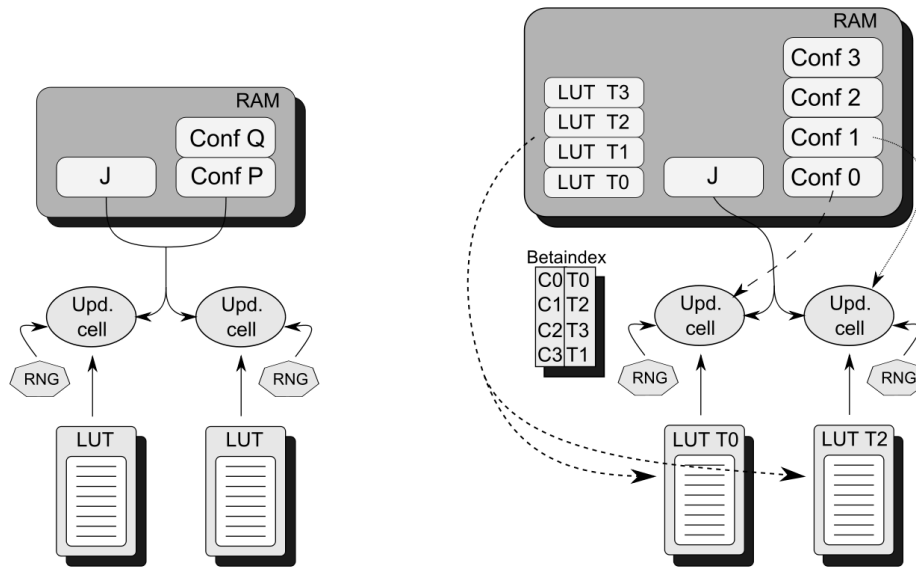 RAM
Conf Q
J
Conf P
Upd.
cell
Upd.
cell
RNG
RNG
LUT
LUT
RAM
Conf 3
LUT T3
Conf 2
LUT T2
LUT T1
Conf 1
LUT T0
J
Conf 0
Betaindex
C0 T0
C1 T2
C2 T3
C3 T1
Upd.
cell
Upd.
cell
RNG
RNG
LUT T0
LUT T2